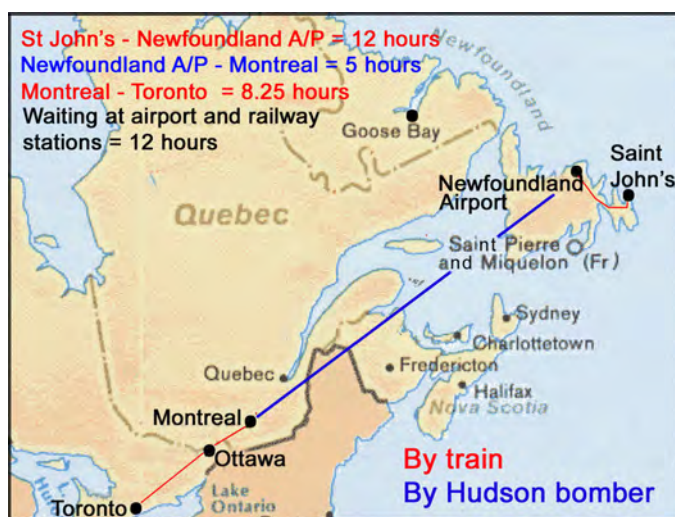 St John's - Newfoundland A/P = 12 hours
Newfoundland A/P - Montreal = 5 hours
Montreal - Toronto = 8.25 hours
Waiting at airport and railway
stations = 12 hours
Newfoundland
Goose Bay
Saint
John's
Newfoundland
Airport
Quebec
Saint Pierre
and Miquelon (Fr)
Sydney
Charlottetown
Quebec
Fredericton
Halifax
Nova Scotia
Montreal
Ottawa
By train
By Hudson bomber
Toronto
Lake
Ontario